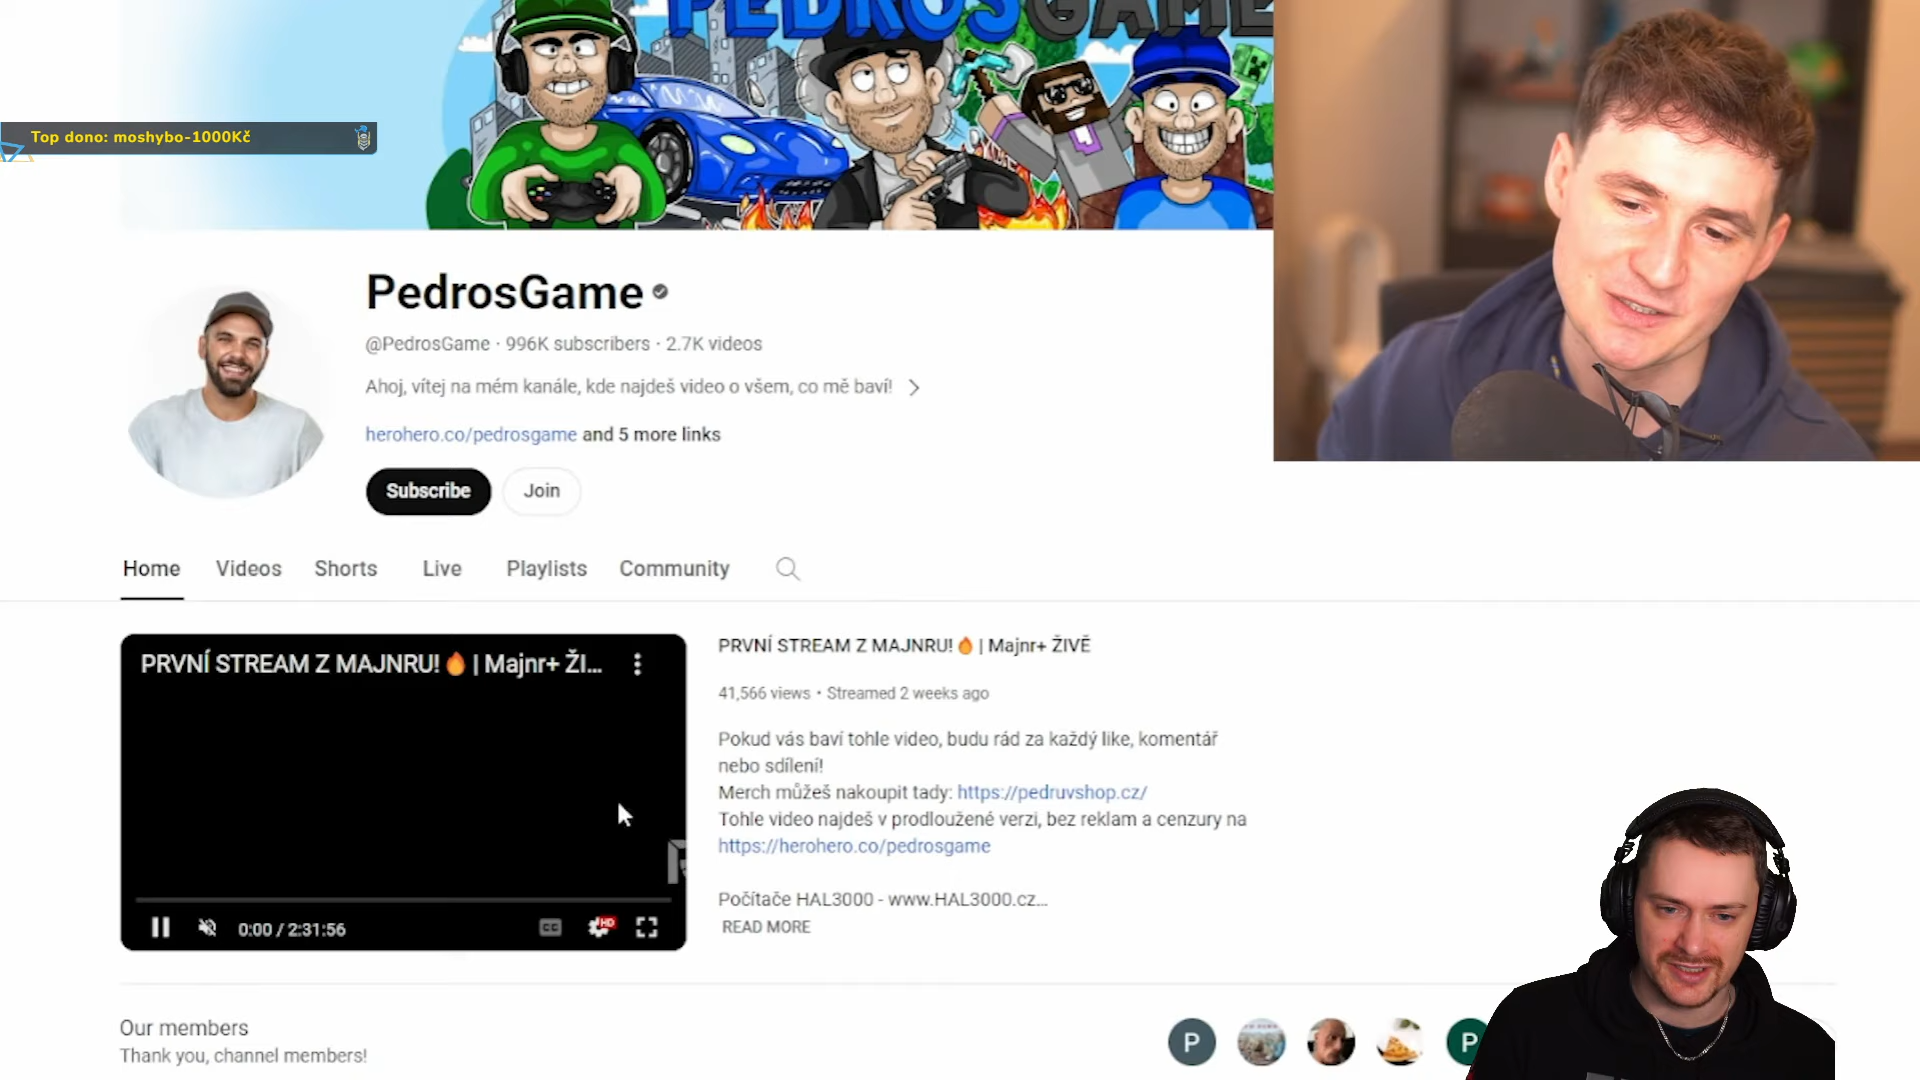 PEDROSGAME
Top dono: moshybo-1000Kč
PedrosGame
@PedrosGame · 996K subscribers · 2.7K videos
Ahoj, vítej na mém kanále, kde najdeš video o všem, co mě baví!
herohero.co/pedrosgame and 5 more links
Subscribe
Join
Home
Videos
Shorts
Live
Playlists
Community
PRVNÍ STREAM Z MAJNRU!🔥 | Majnr+ ŽI...
PRVNÍ STREAM Z MAJNRU!🔥 | Majnr+ ŽIVĚ
41,566 views • Streamed 2 weeks ago
Pokud vás baví tohle video, budu rád za každý like, komentář
nebo sdílení!
Merch můžeš nakoupit tady: https://pedruvshop.cz/
Tohle video najdeš v prodloužené verzi, bez reklam a cenzury na
https://herohero.co/pedrosgame
Počítače HAL3000 - www.HAL3000.cz...
READ MORE
0:00 / 2:31:56
CC
HD
Our members
Thank you, channel members!
P
P